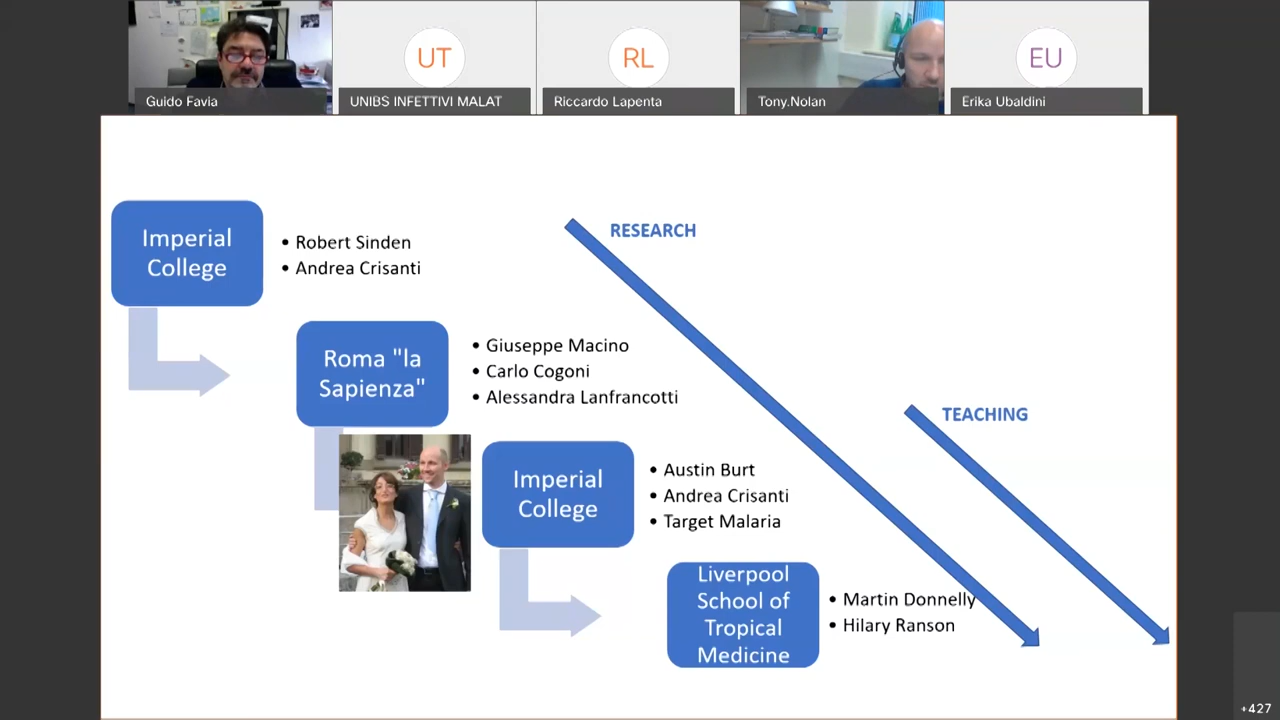 UT
RL
EU
Guido Favia
UNIBS INFETTIVI MALAT
Riccardo Lapenta
Tony.Nolan
Erika Ubaldini
Imperial
College
• Robert Sinden
• Andrea Crisanti
RESEARCH
Roma "la
Sapienza"
• Giuseppe Macino
• Carlo Cogoni
• Alessandra Lanfrancotti
TEACHING
Imperial
College
• Austin Burt
• Andrea Crisanti
• Target Malaria
Liverpool
School of
Tropical
Medicine
• Martin Donnelly
• Hilary Ranson
+427